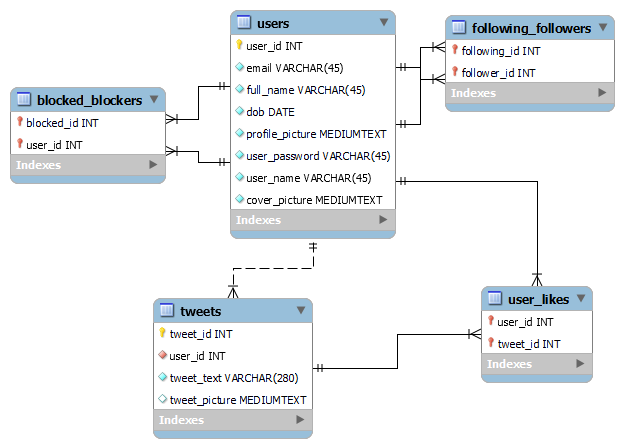 users
user_id INT
email VARCHAR(45)
full_name VARCHAR(45)
dob DATE
profile_picture MEDIUMTEXT
user_password VARCHAR(45)
user_name VARCHAR(45)
cover_picture MEDIUMTEXT
Indexes
following_followers
following_id INT
follower_id INT
Indexes
blocked_blockers
blocked_id INT
user_id INT
Indexes
tweets
tweet_id INT
user_id INT
tweet_text VARCHAR(280)
tweet_picture MEDIUMTEXT
Indexes
user_likes
user_id INT
tweet_id INT
Indexes